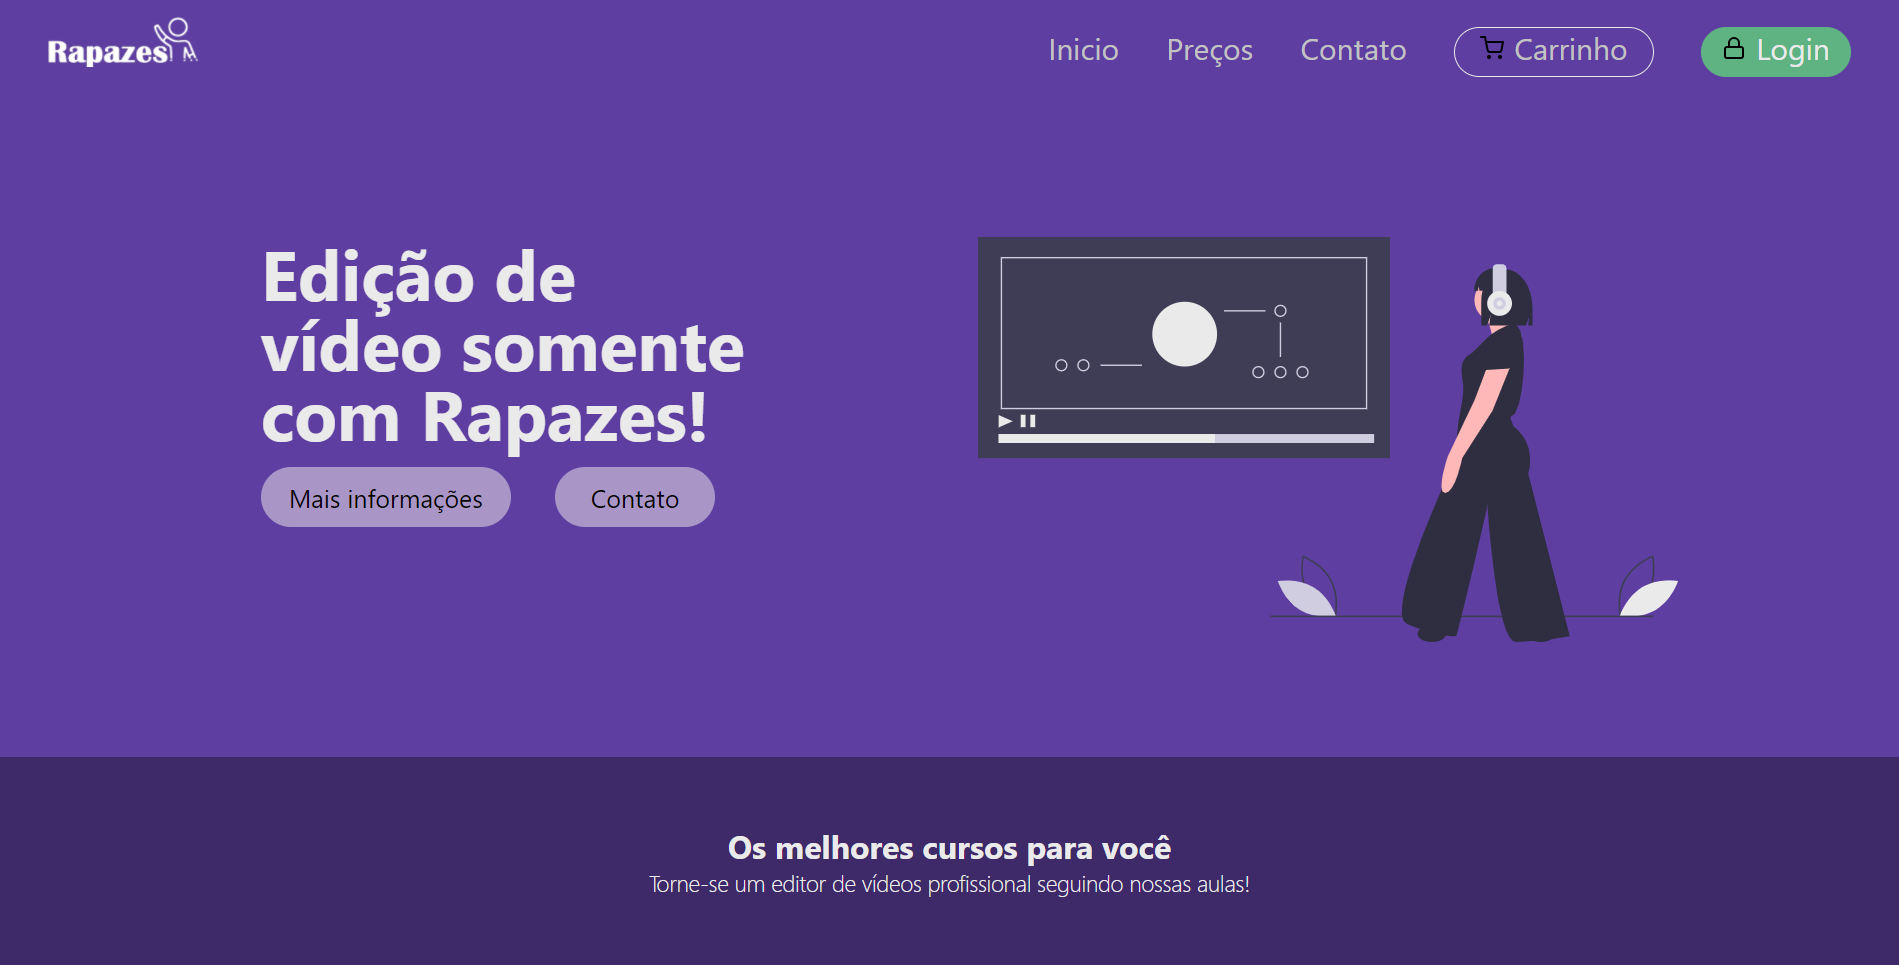 Rapazes
Inicio
Preços
Contato
Carrinho
Login
Edição de
vídeo somente
com Rapazes!
Mais informações
Contato
Os melhores cursos para você
Torne-se um editor de vídeos profissional seguindo nossas aulas!